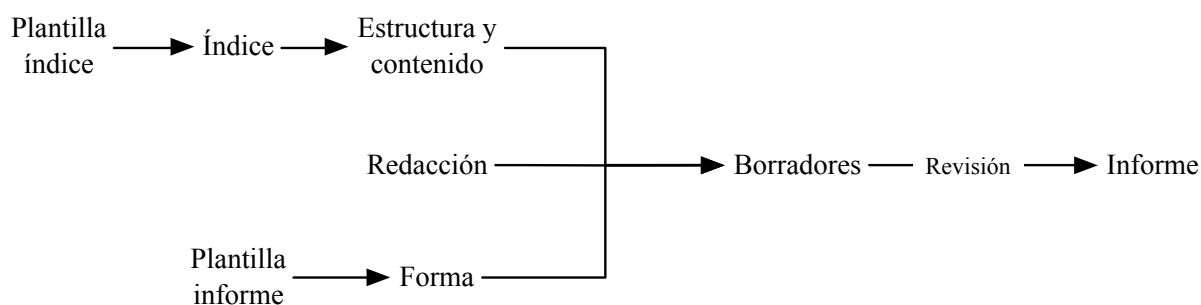 Plantilla
índice
Índice
Estructura y
contenido
Redacción
Borradores
Revisión
Informe
Plantilla
informe
Forma